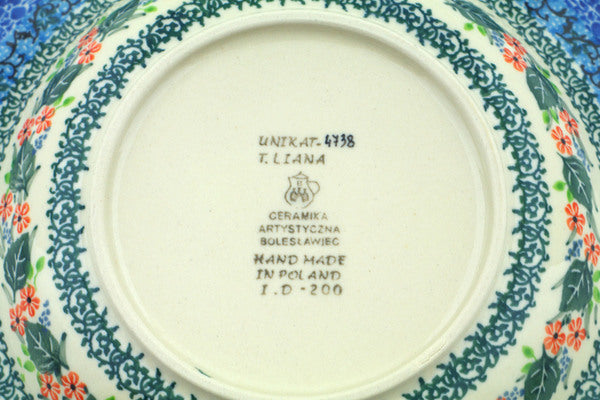 UNIKAT-4738
T. LIANA
CERAMIKA
ARTYSTYCZNA
BOLESŁAWIEC
HAND MADE
IN POLAND
I.D-200